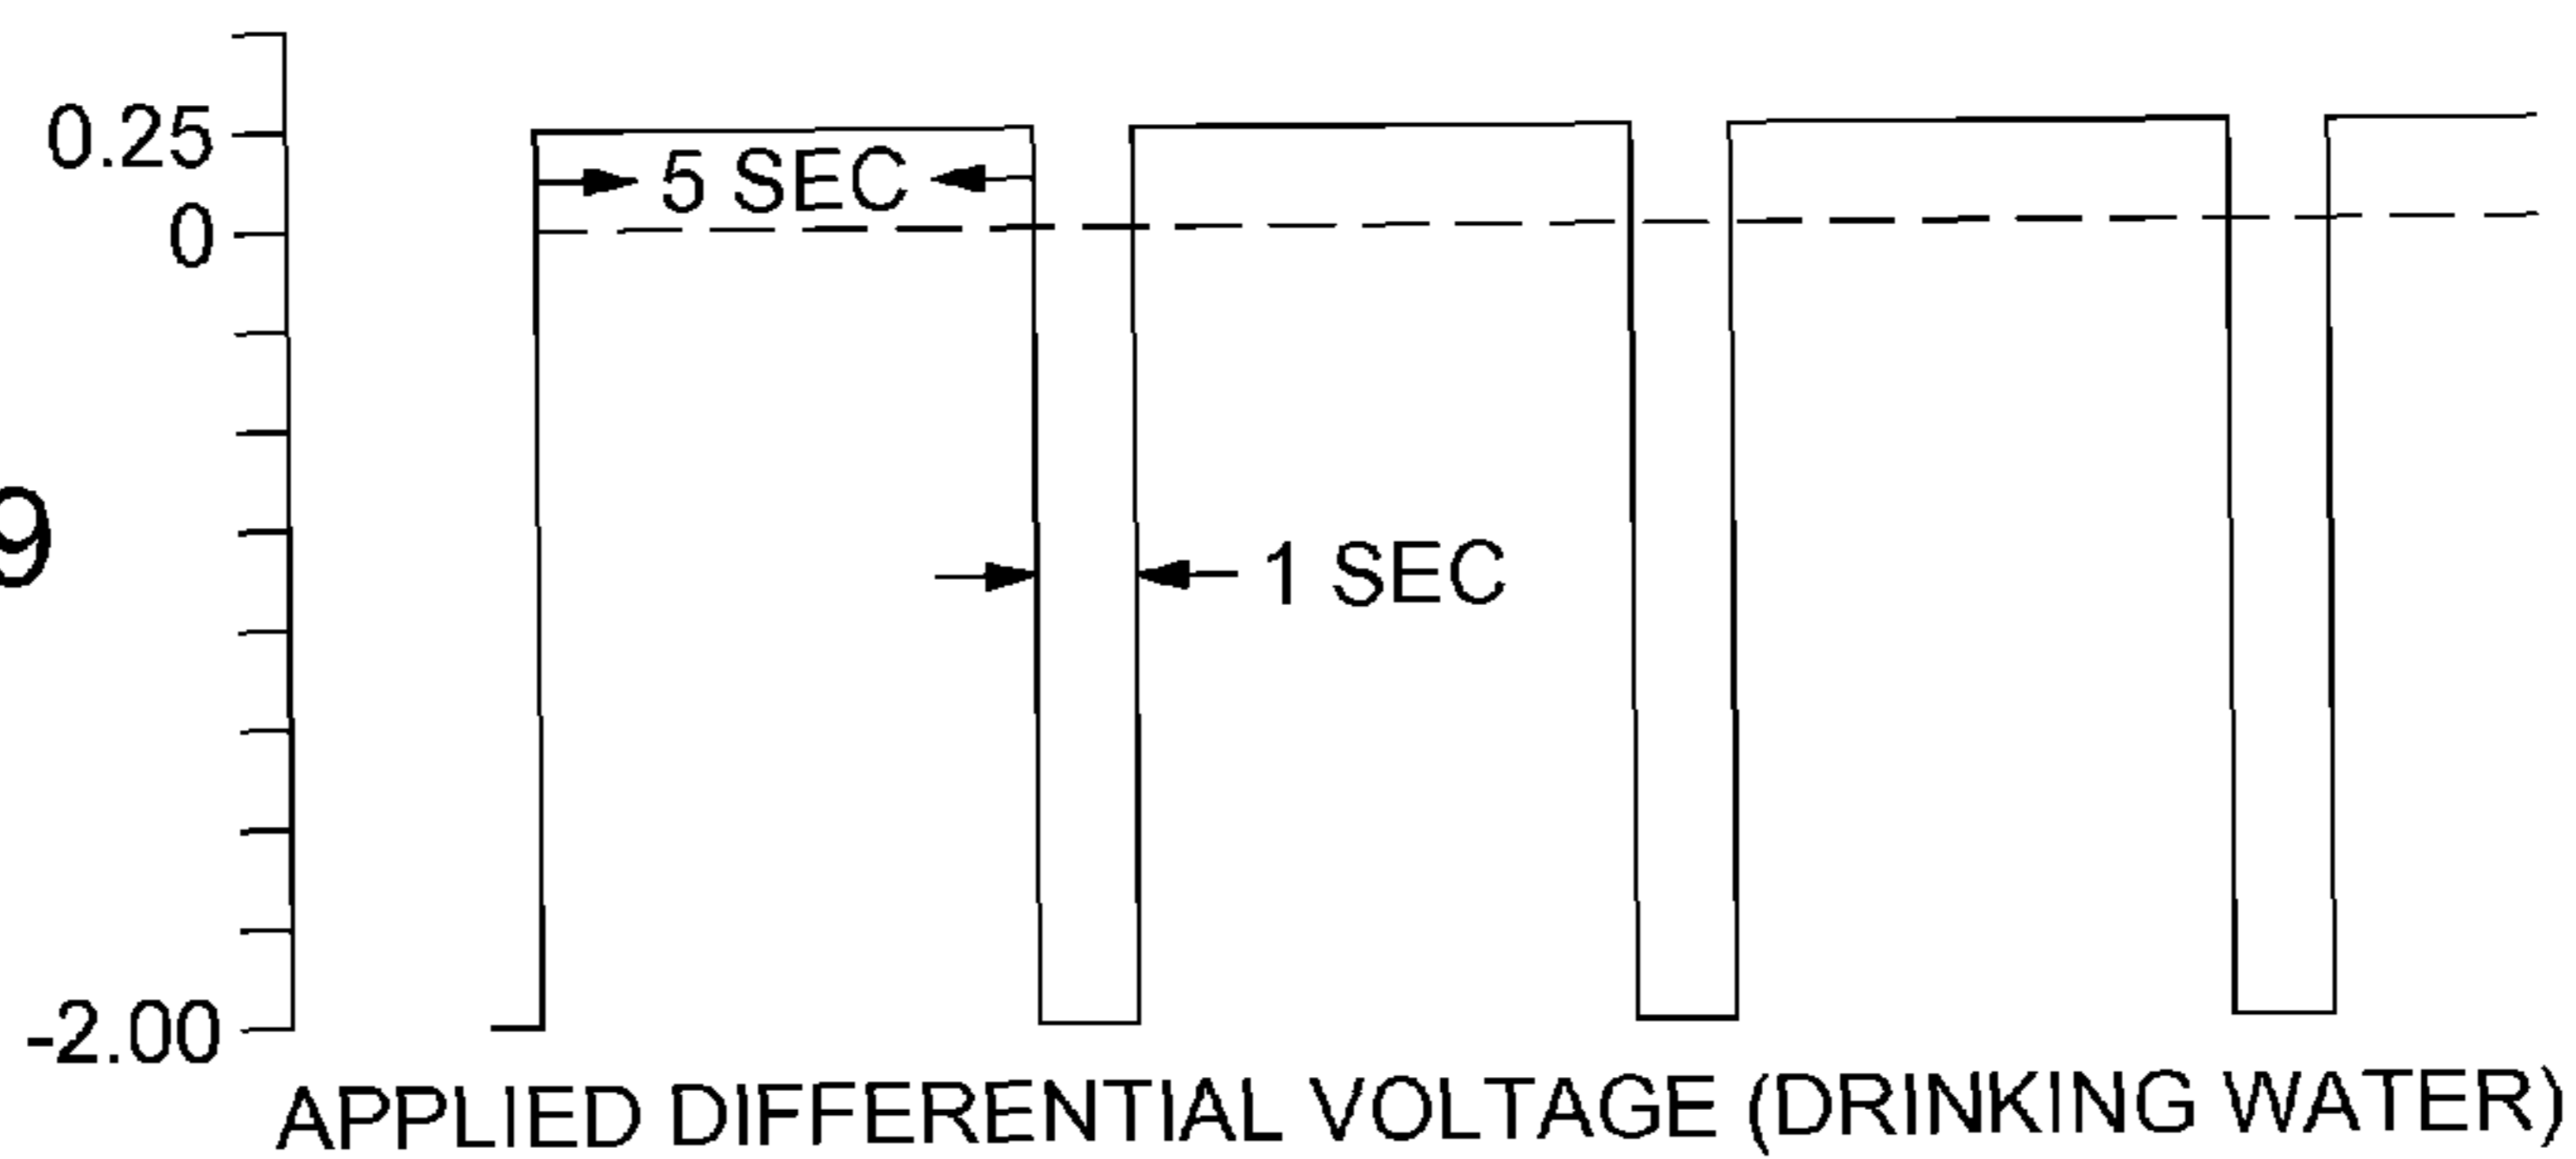 0.25
5 SEC
0
9
1 SEC
-2.00
APPLIED DIFFERENTIAL VOLTAGE (DRINKING WATER)